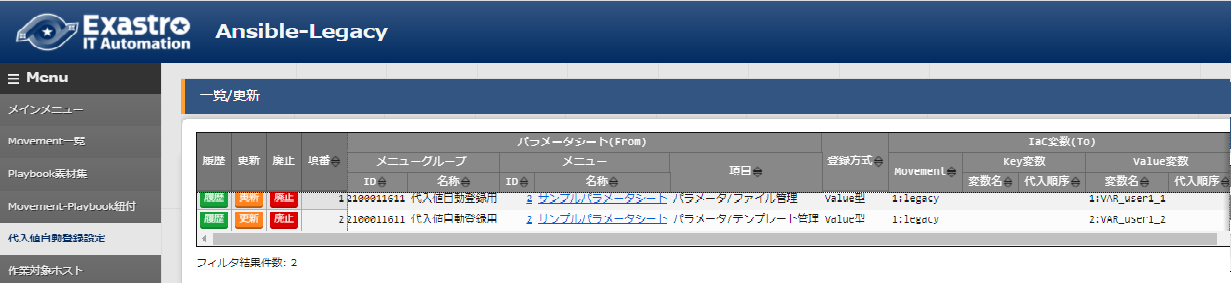 Exastro
IT Automation
Ansible-Legacy
Menu
メインメニュー
Movement一覧
Playbook素材集
Movement-Playbook紐付
代入値自動登録設定
作業対象ホスト
一覧/更新
履歴 更新 廃止 項番 パラメータシート(From) 登録方式 IaC変数(To)
メニューグループ メニュー 項目 Movement Key変数 Value変数
ID 名称 ID 名称 変数名 代入順序 変数名 代入順序
履歴 更新 廃止 1 2100011611 代入値自動登録用 2 サンプルパラメータシート パラメータ/ファイル管理 Value型 1:legacy 1:VAR_user1_1
履歴 更新 廃止 2 2100011611 代入値自動登録用 2 サンプルパラメータシート パラメータ/テンプレート管理 Value型 1:legacy 2:VAR_user1_2
フィルタ結果件数: 2